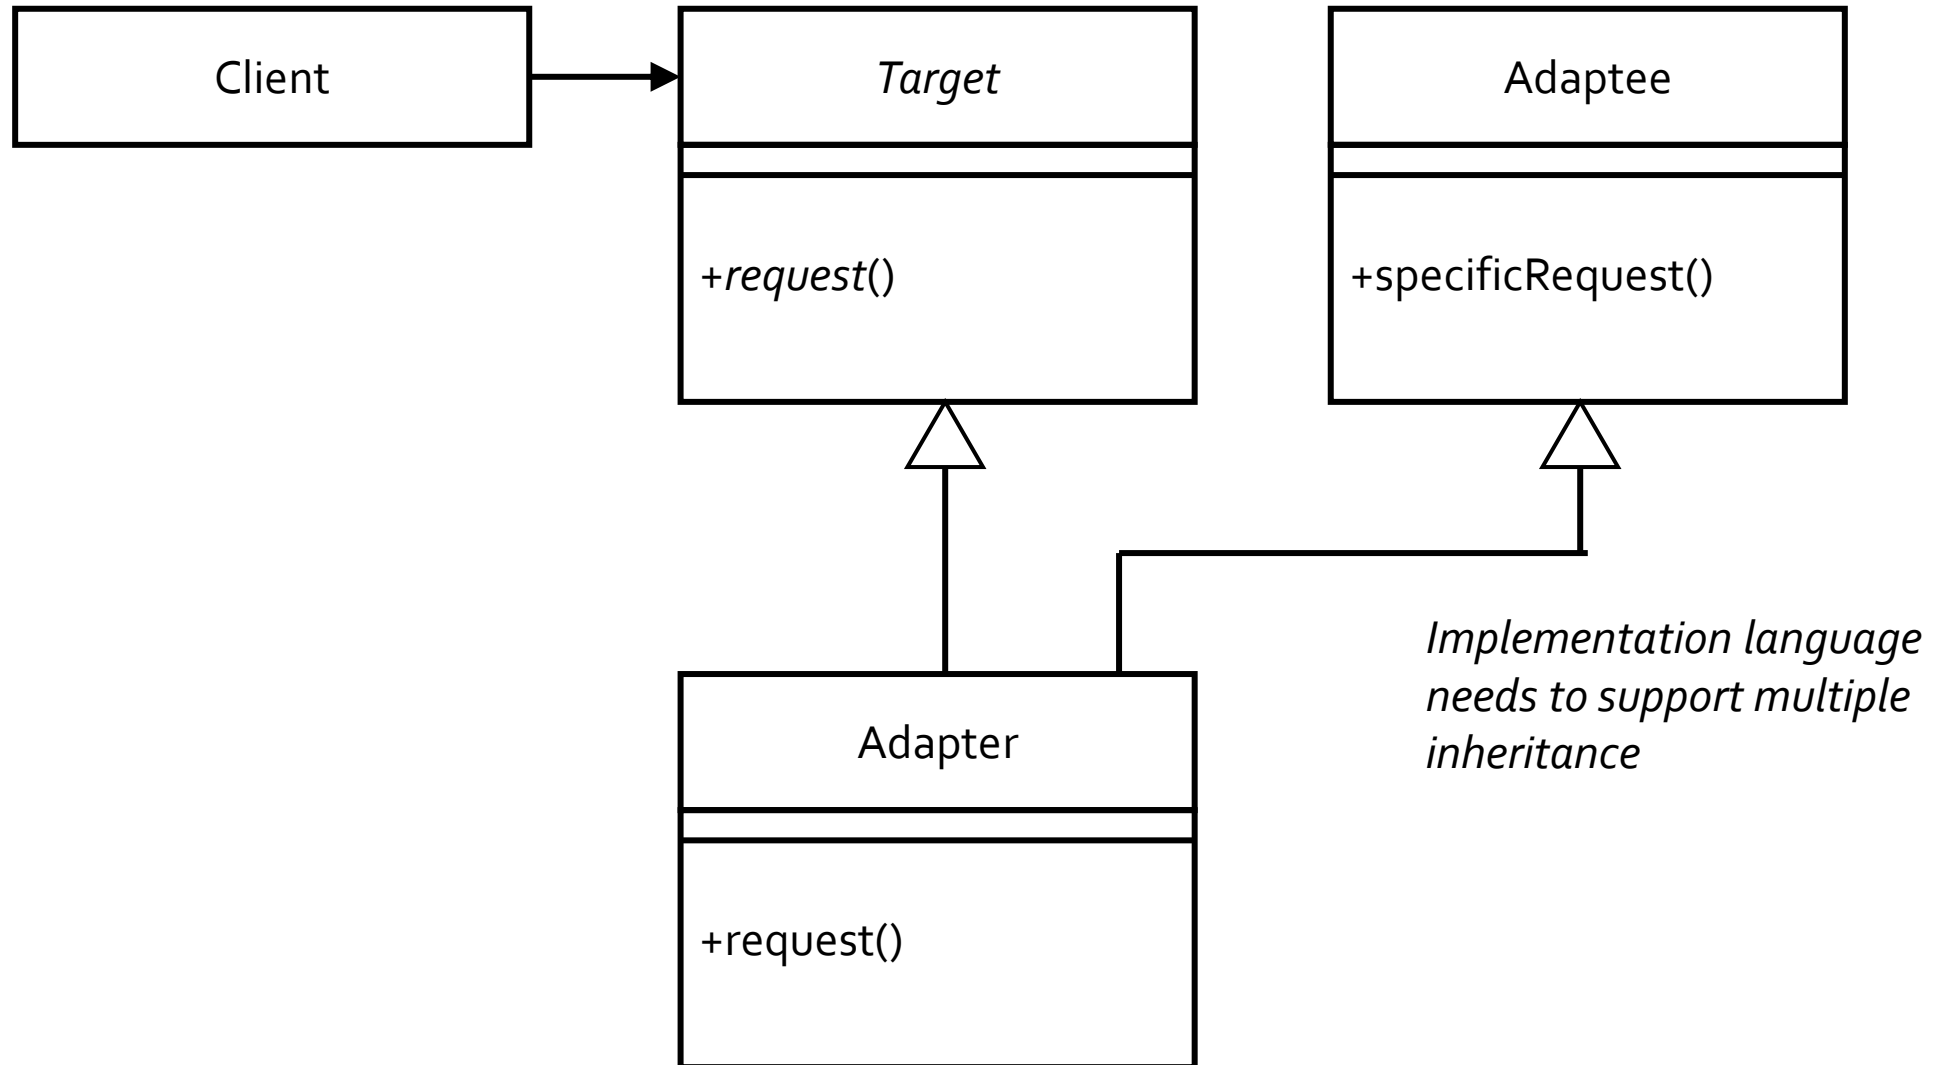 Client
Target
Adaptee
+request()
+specificRequest()
Implementation language
needs to support multiple
inheritance
Adapter
+request()